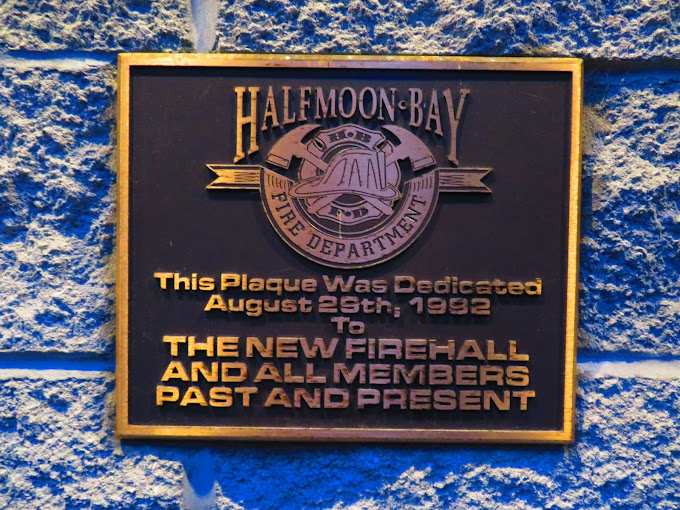 HALFMOON BAY
H.B.
F.D.
FIRE DEPARTMENT
This Plaque Was Dedicated
August 29th, 1992
To
THE NEW FIREHALL
AND ALL MEMBERS
PAST AND PRESENT